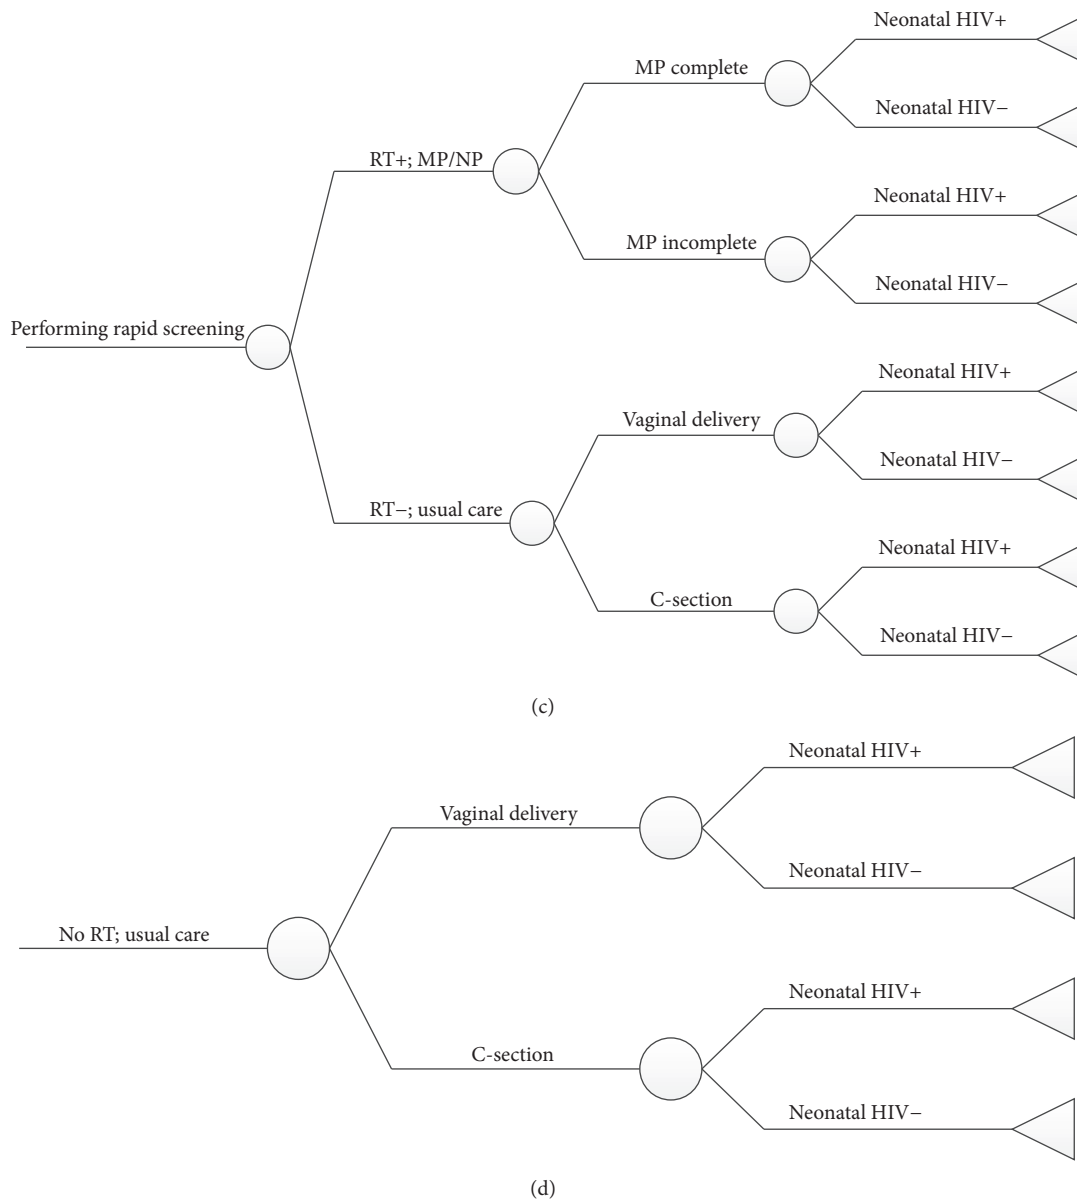 Neonatal HIV+
MP complete
Neonatal HIV−
RT+; MP/NP
Neonatal HIV+
MP incomplete
Neonatal HIV−
Performing rapid screening
Neonatal HIV+
Vaginal delivery
Neonatal HIV−
RT−; usual care
Neonatal HIV+
C-section
Neonatal HIV−
(c)
Neonatal HIV+
Vaginal delivery
Neonatal HIV−
No RT; usual care
Neonatal HIV+
C-section
Neonatal HIV−
(d)